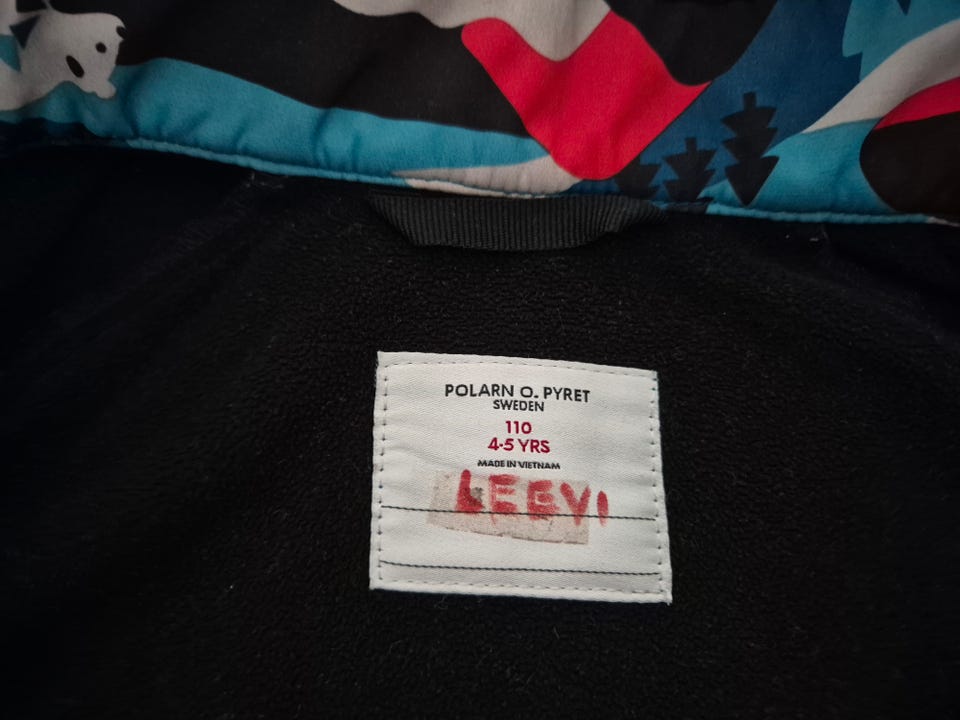 POLARN O. PYRET
SWEDEN
110
4-5 YRS
MADE IN VIETNAM
LEEVI